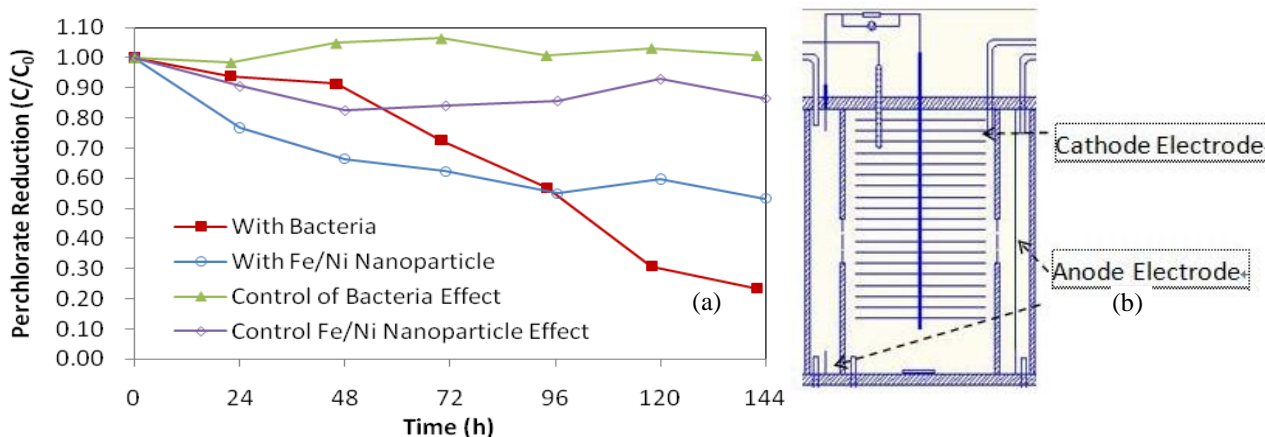 Perchlorate Reduction (C/C₀)
1.10
1.00
0.90
0.80
0.70
0.60
0.50
0.40
0.30
0.20
0.10
0.00
With Bacteria
With Fe/Ni Nanoparticle
Control of Bacteria Effect
Control Fe/Ni Nanoparticle Effect
(a)
0 24 48 72 96 120 144
Time (h)
Cathode Electrode
Anode Electrode
(b)